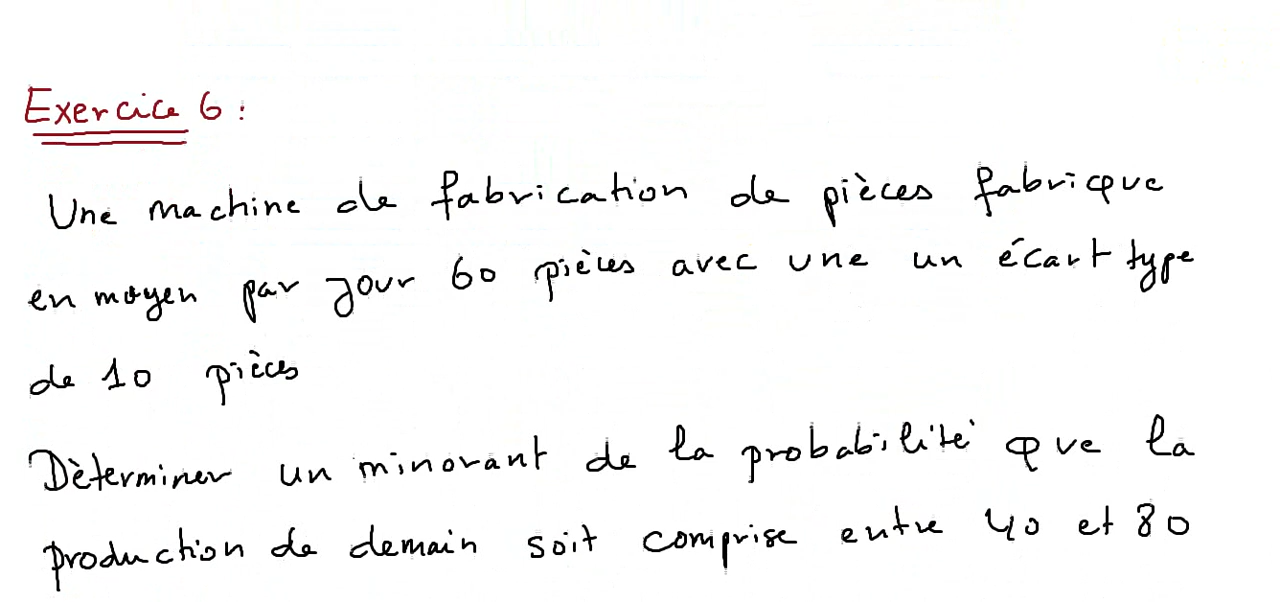 Exercice 6 :
Une machine de fabrication de pièces fabrique
en moyen par jour 60 pièces avec une un écart type
de 10 pièces
Dèterminer un minorant de la probabilité que la
production de demain soit comprise entre 40 et 80